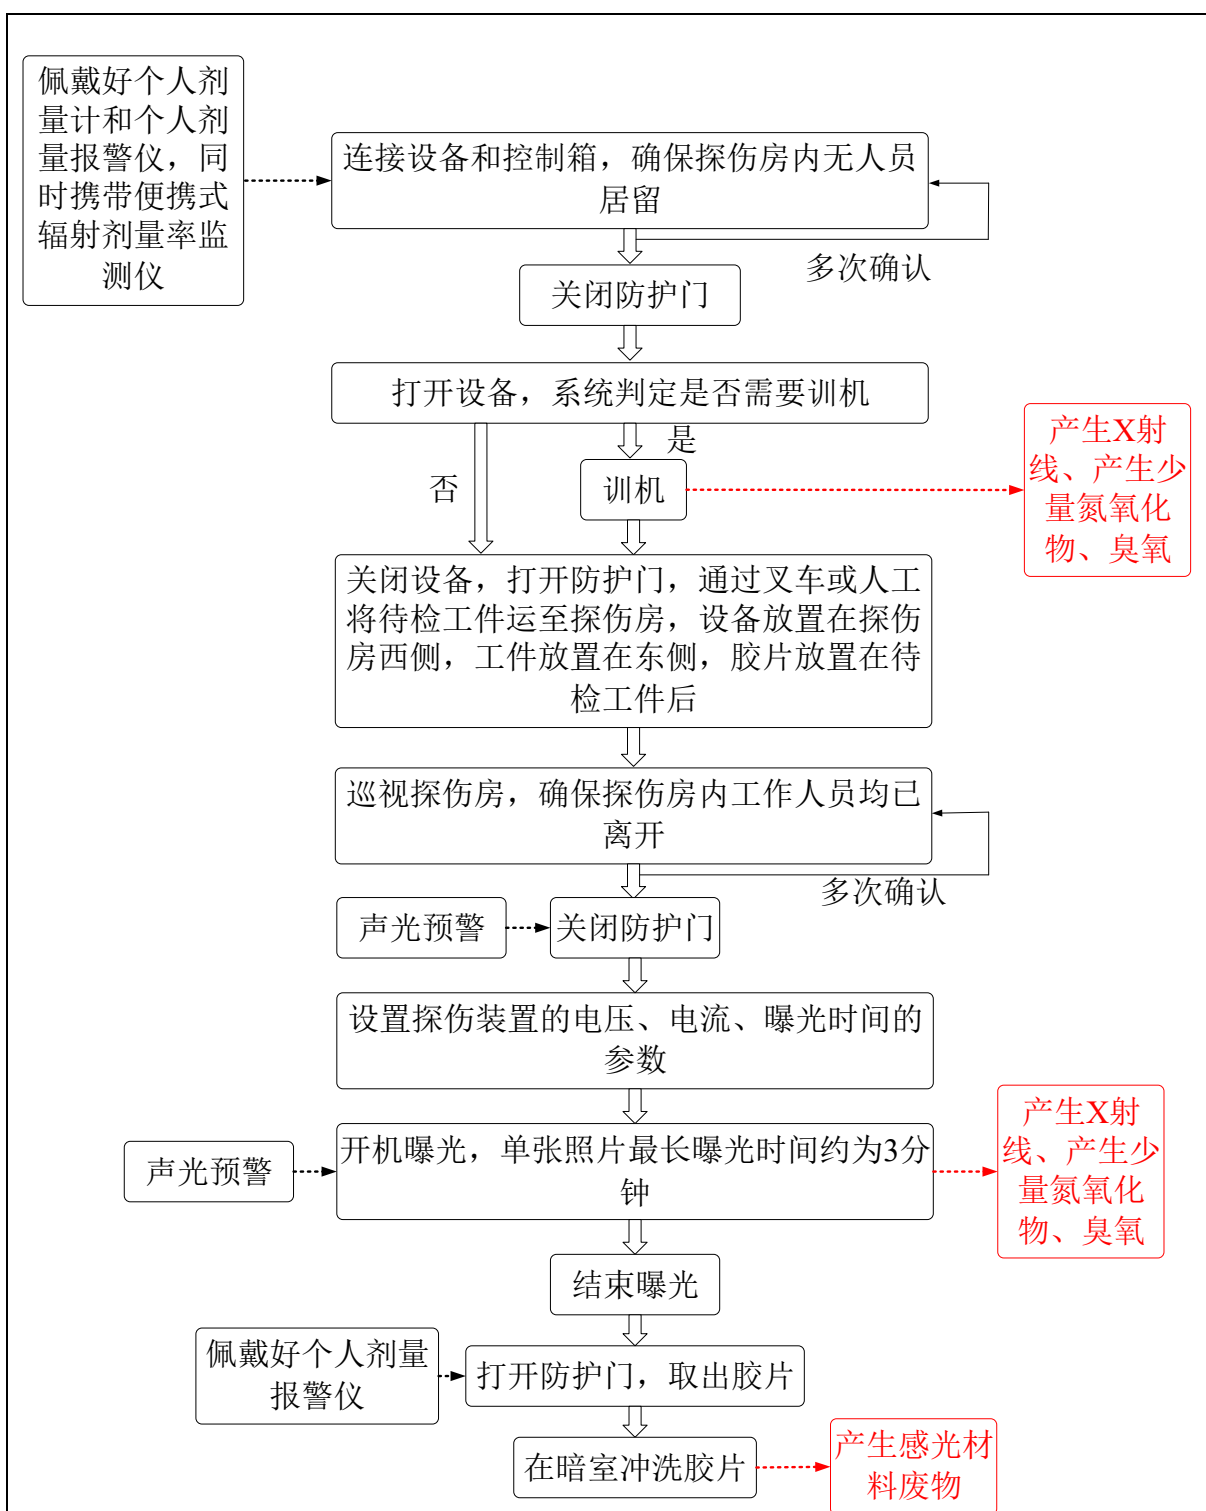 佩戴好个人剂
量计和个人剂
量报警仪，同
时携带便携式
辐射剂量率监
测仪
连接设备和控制箱，确保探伤房内无人员
居留
多次确认
关闭防护门
打开设备，系统判定是否需要训机
是
否
训机
产生X射
线、产生少
量氮氧化
物、臭氧
关闭设备，打开防护门，通过叉车或人工
将待检工件运至探伤房，设备放置在探伤
房西侧，工件放置在东侧，胶片放置在待
检工件后
巡视探伤房，确保探伤房内工作人员均已
离开
多次确认
声光预警
关闭防护门
设置探伤装置的电压、电流、曝光时间的
参数
声光预警
开机曝光，单张照片最长曝光时间约为3分
钟
产生X射
线、产生少
量氮氧化
物、臭氧
结束曝光
佩戴好个人剂量
报警仪
打开防护门，取出胶片
在暗室冲洗胶片
产生感光材
料废物